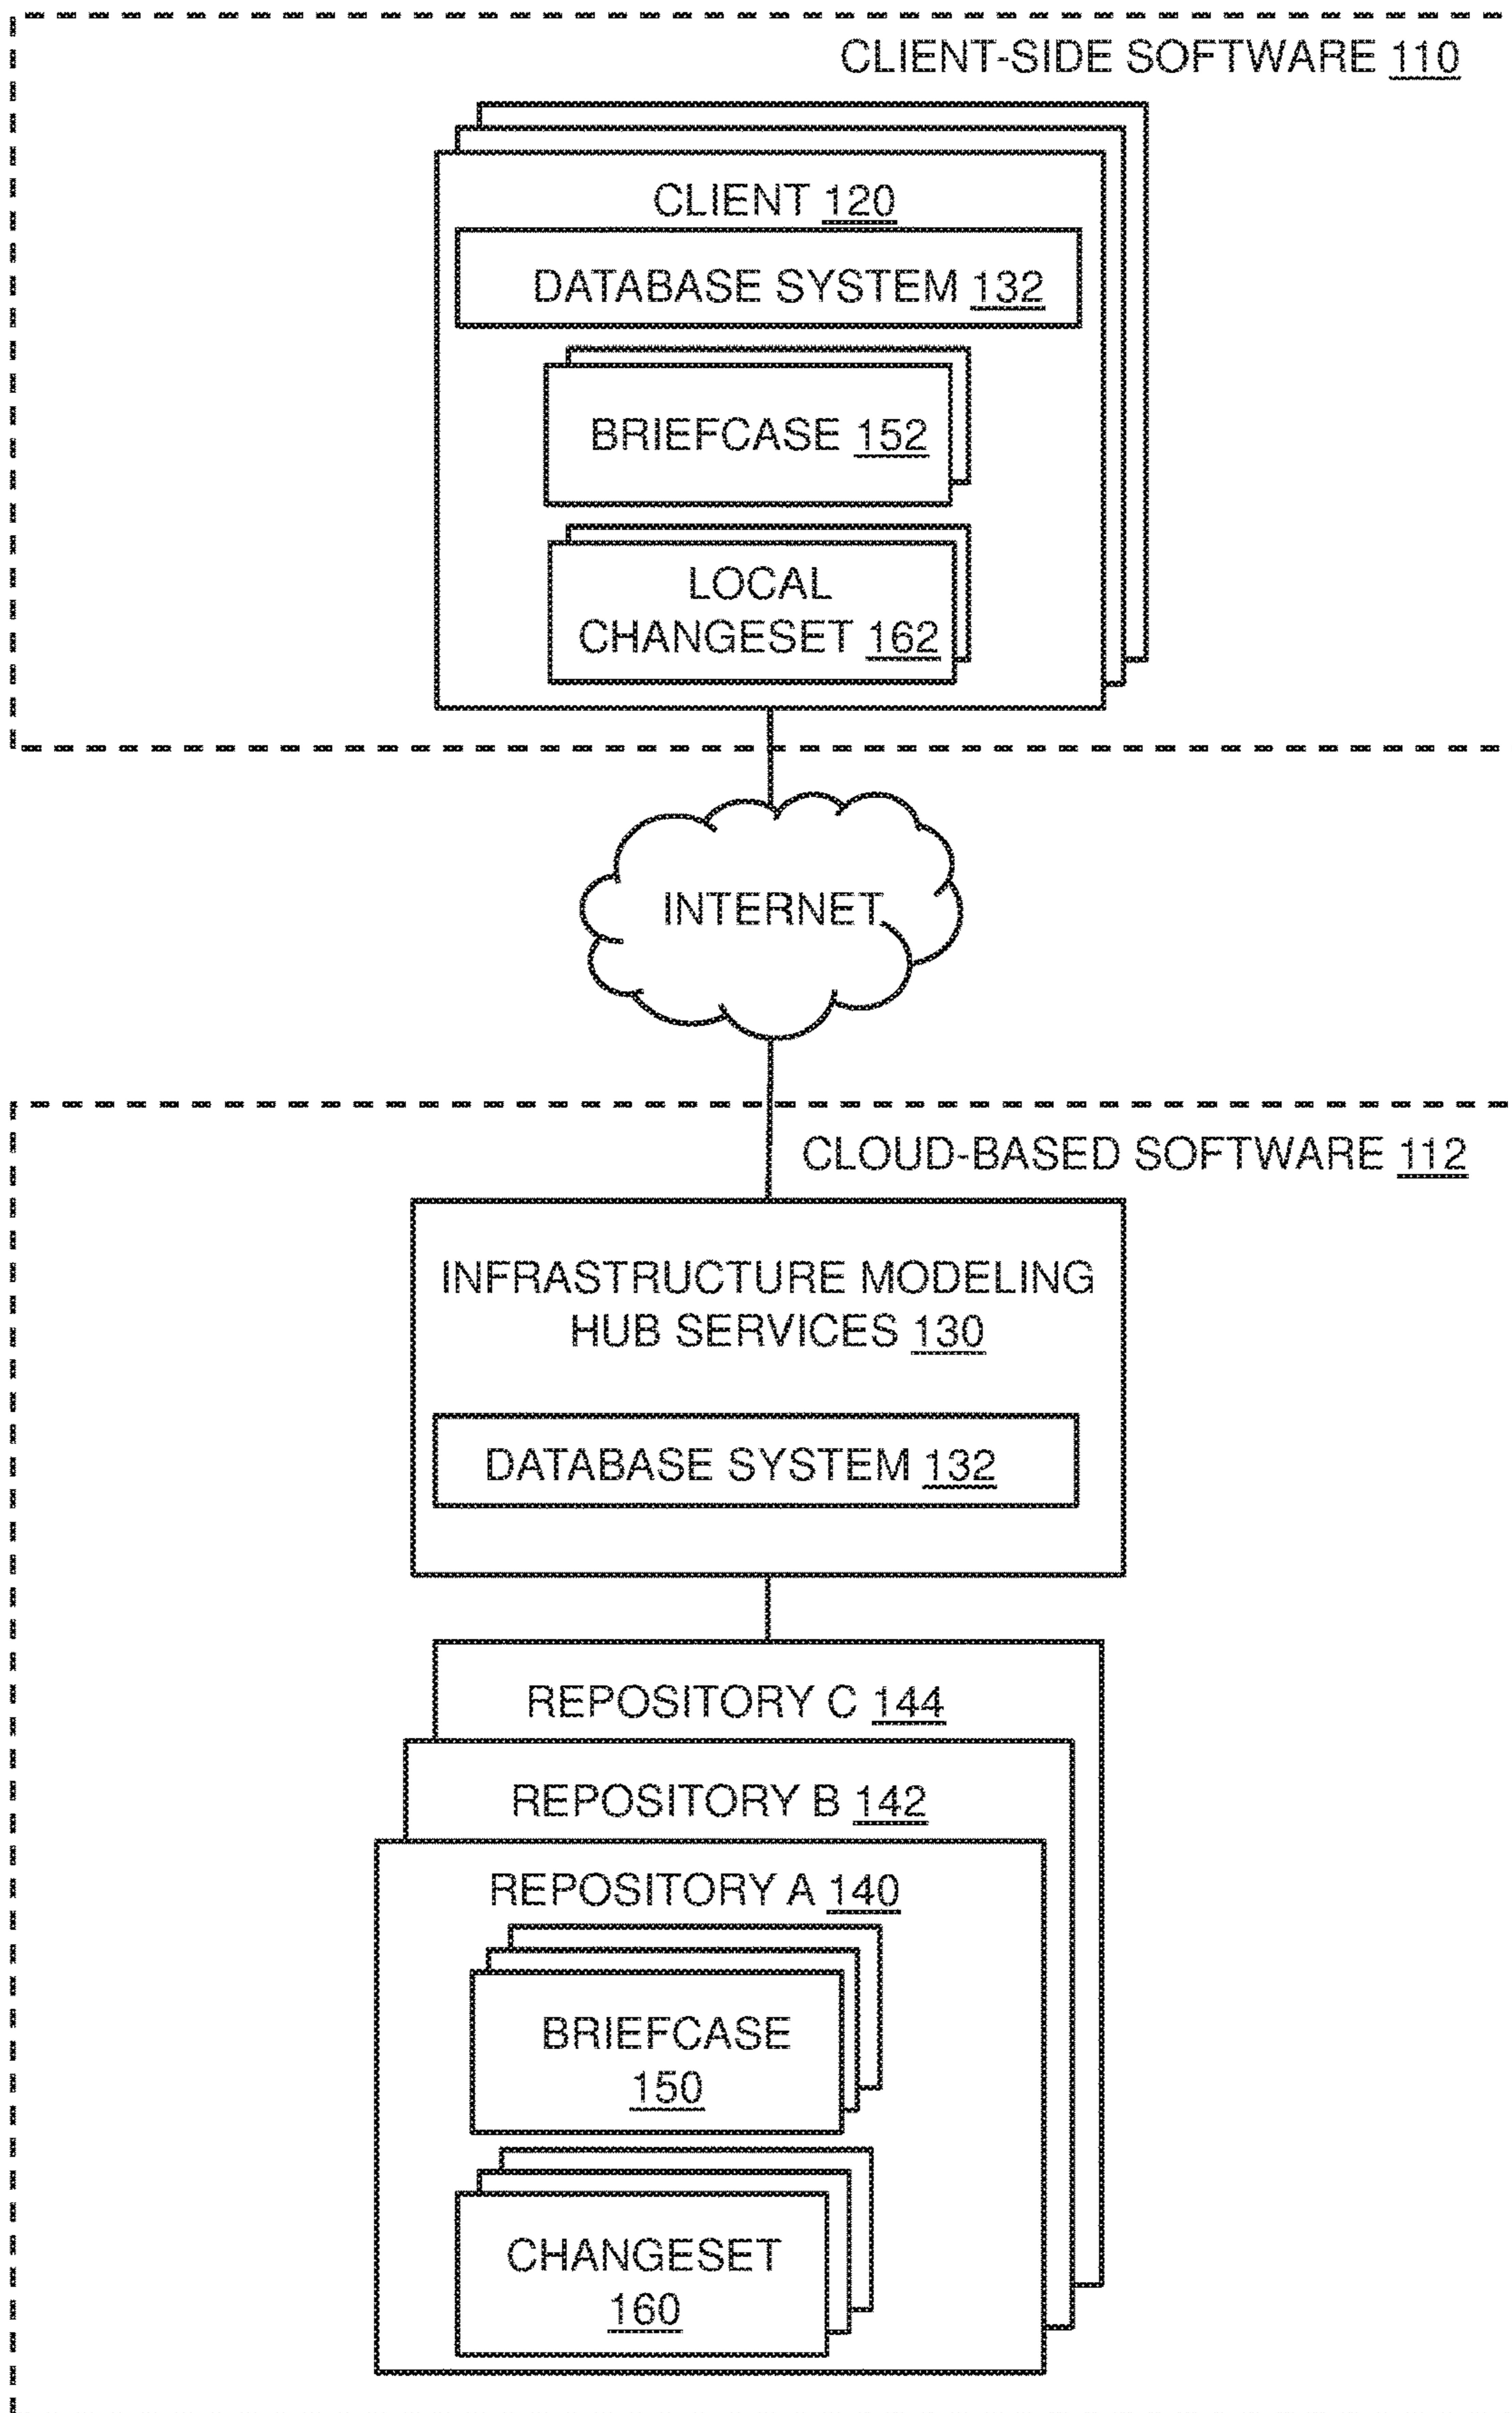 CLIENT-SIDE SOFTWARE 110
CLIENT 120
DATABASE SYSTEM 132
BRIEFCASE 152
LOCAL
CHANGESET 162
INTERNET
CLOUD-BASED SOFTWARE 112
INFRASTRUCTURE MODELING
HUB SERVICES 130
DATABASE SYSTEM 132
REPOSITORY C 144
REPOSITORY B 142
REPOSITORY A 140
BRIEFCASE
150
CHANGESET
160